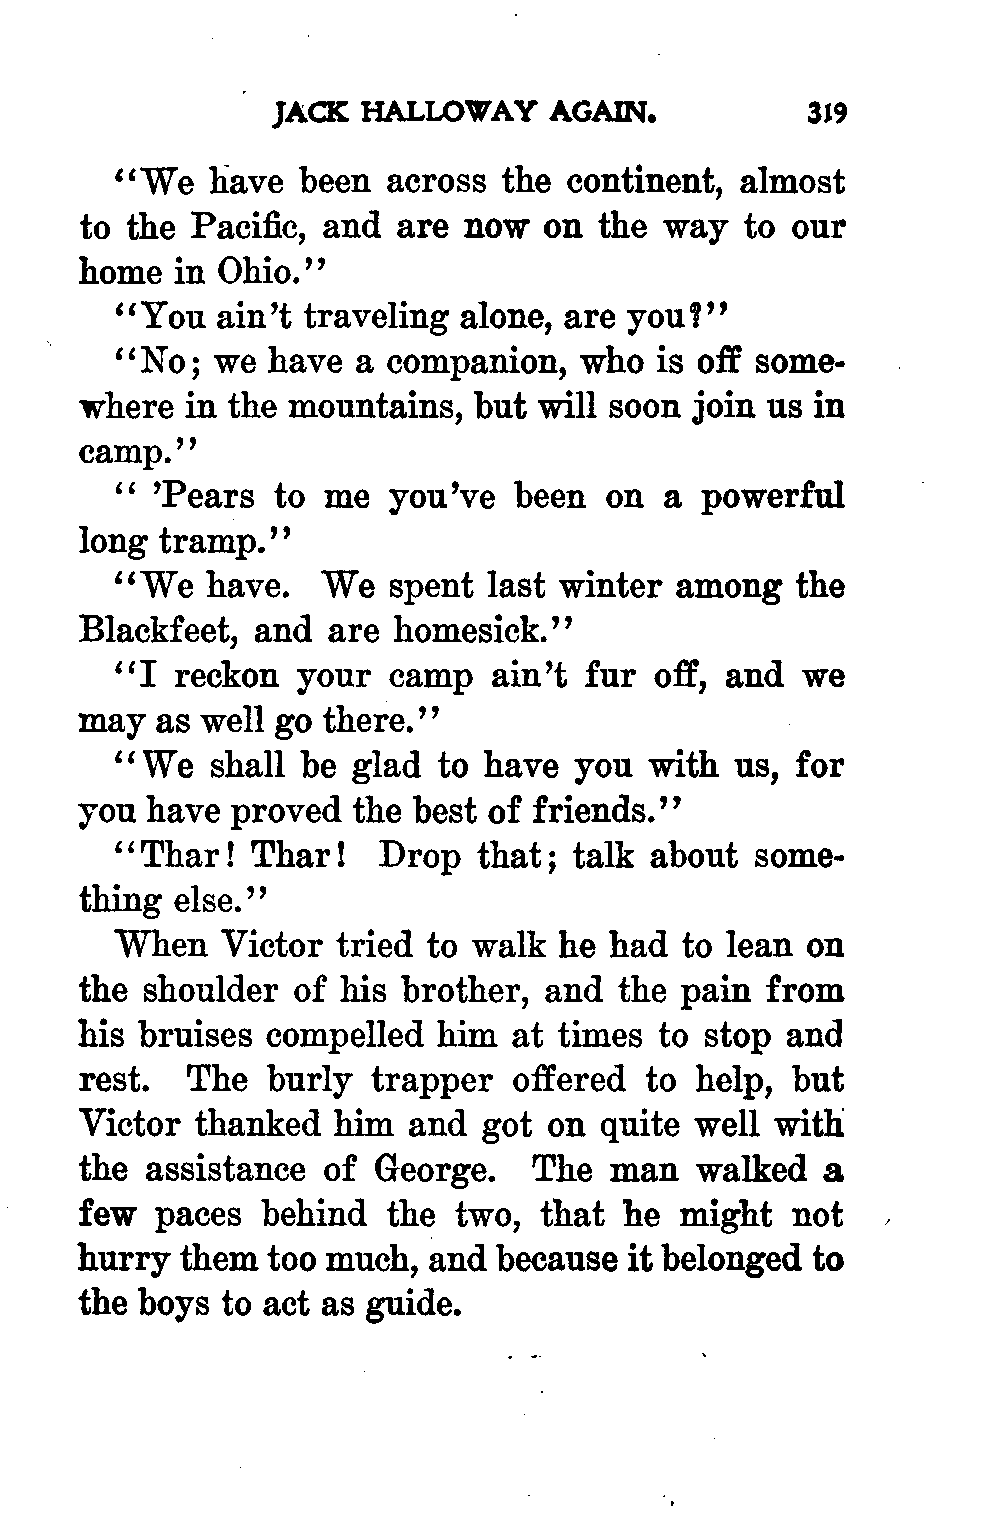 JACK HALLOWAY AGAIN. 319
"We have been across the continent, almost
to the Pacific, and are now on the way to our
home in Ohio."
"You ain't traveling alone, are you?"
"No; we have a companion, who is off some-
where in the mountains, but will soon join us in
camp."
" 'Pears to me you've been on a powerful
long tramp."
"We have. We spent last winter among the
Blackfeet, and are homesick."
"I reckon your camp ain't fur off, and we
may as well go there."
"We shall be glad to have you with us, for
you have proved the best of friends."
"Thar! Thar! Drop that; talk about some-
thing else."
When Victor tried to walk he had to lean on
the shoulder of his brother, and the pain from
his bruises compelled him at times to stop and
rest. The burly trapper offered to help, but
Victor thanked him and got on quite well with
the assistance of George. The man walked a
few paces behind the two, that he might not
hurry them too much, and because it belonged to
the boys to act as guide.